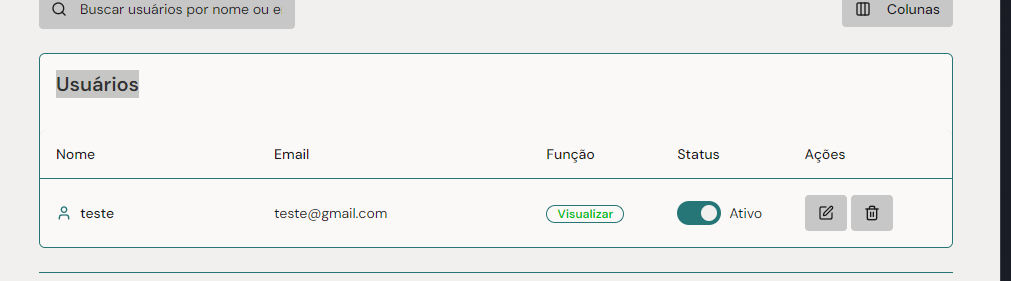 Buscar usuários por nome ou e
Colunas
Usuários
Nome Email Função Status Ações
teste teste@gmail.com Visualizar Ativo